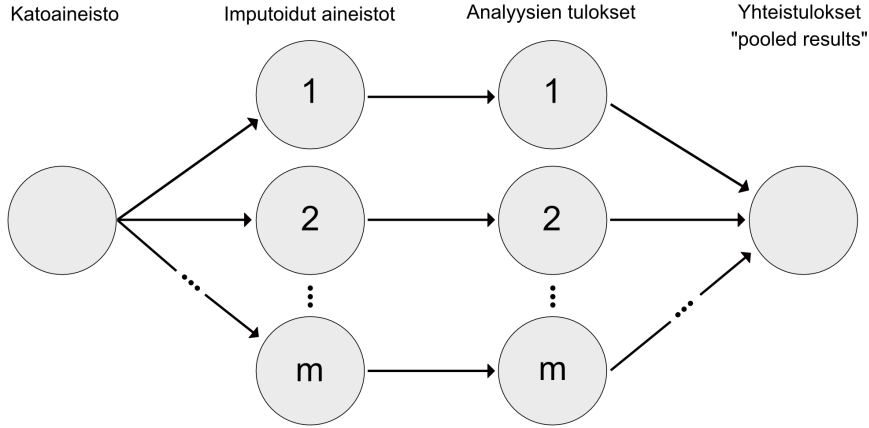 Katoaineisto
Imputoidut aineistot
Analyysien tulokset
Yhteistulokset
"pooled results"
1
1
2
2
m
m